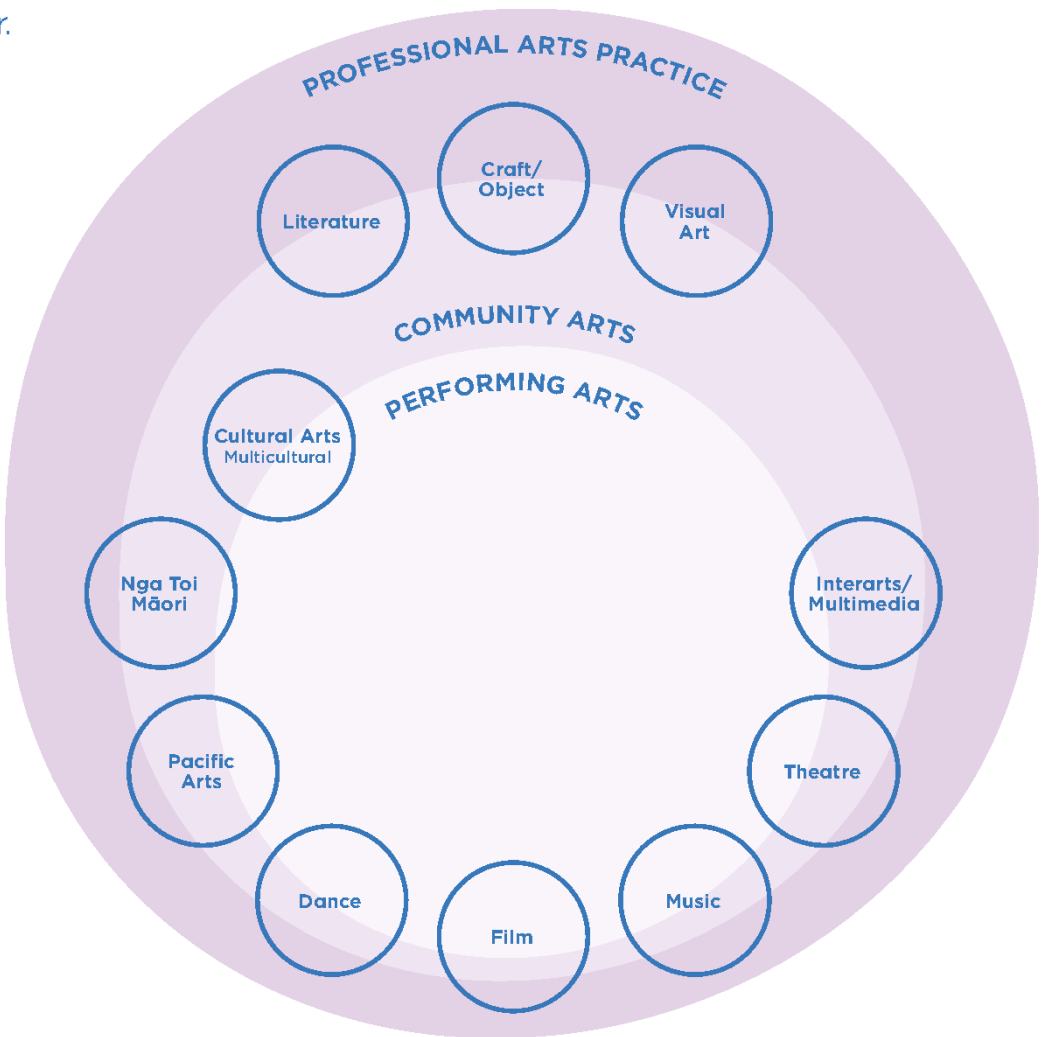 r.
PROFESSIONAL ARTS PRACTICE
Craft/
Object
Literature
Visual
Art
COMMUNITY ARTS
PERFORMING ARTS
Cultural Arts
Multicultural
Nga Toi
Māori
Interarts/
Multimedia
Pacific
Arts
Theatre
Dance
Music
Film